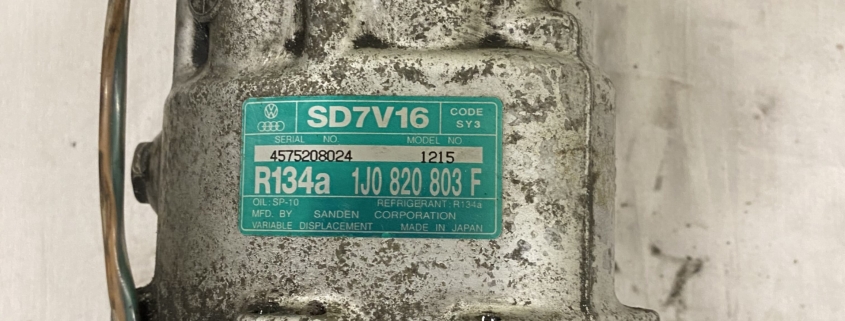 SD7V16
CODE
SY3
SERIAL NO. MODEL NO.
4575208024 1215
R134a 1J0 820 803 F
OIL: SP-10 REFRIGERANT: R134a
MFD. BY SANDEN CORPORATION
VARIABLE DISPLACEMENT MADE IN JAPAN